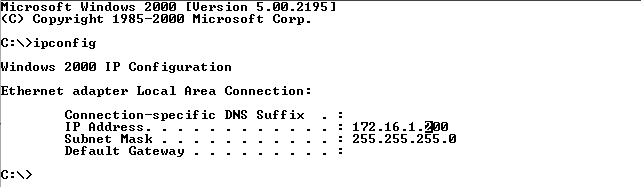 Microsoft Windows 2000 [Version 5.00.2195]
(C) Copyright 1985-2000 Microsoft Corp.
C:\>ipconfig
Windows 2000 IP Configuration
Ethernet adapter Local Area Connection:
Connection-specific DNS Suffix . :
IP Address. . . . . . . . . . . . : 172.16.1.200
Subnet Mask . . . . . . . . . . . : 255.255.255.0
Default Gateway . . . . . . . . . :
C:\>